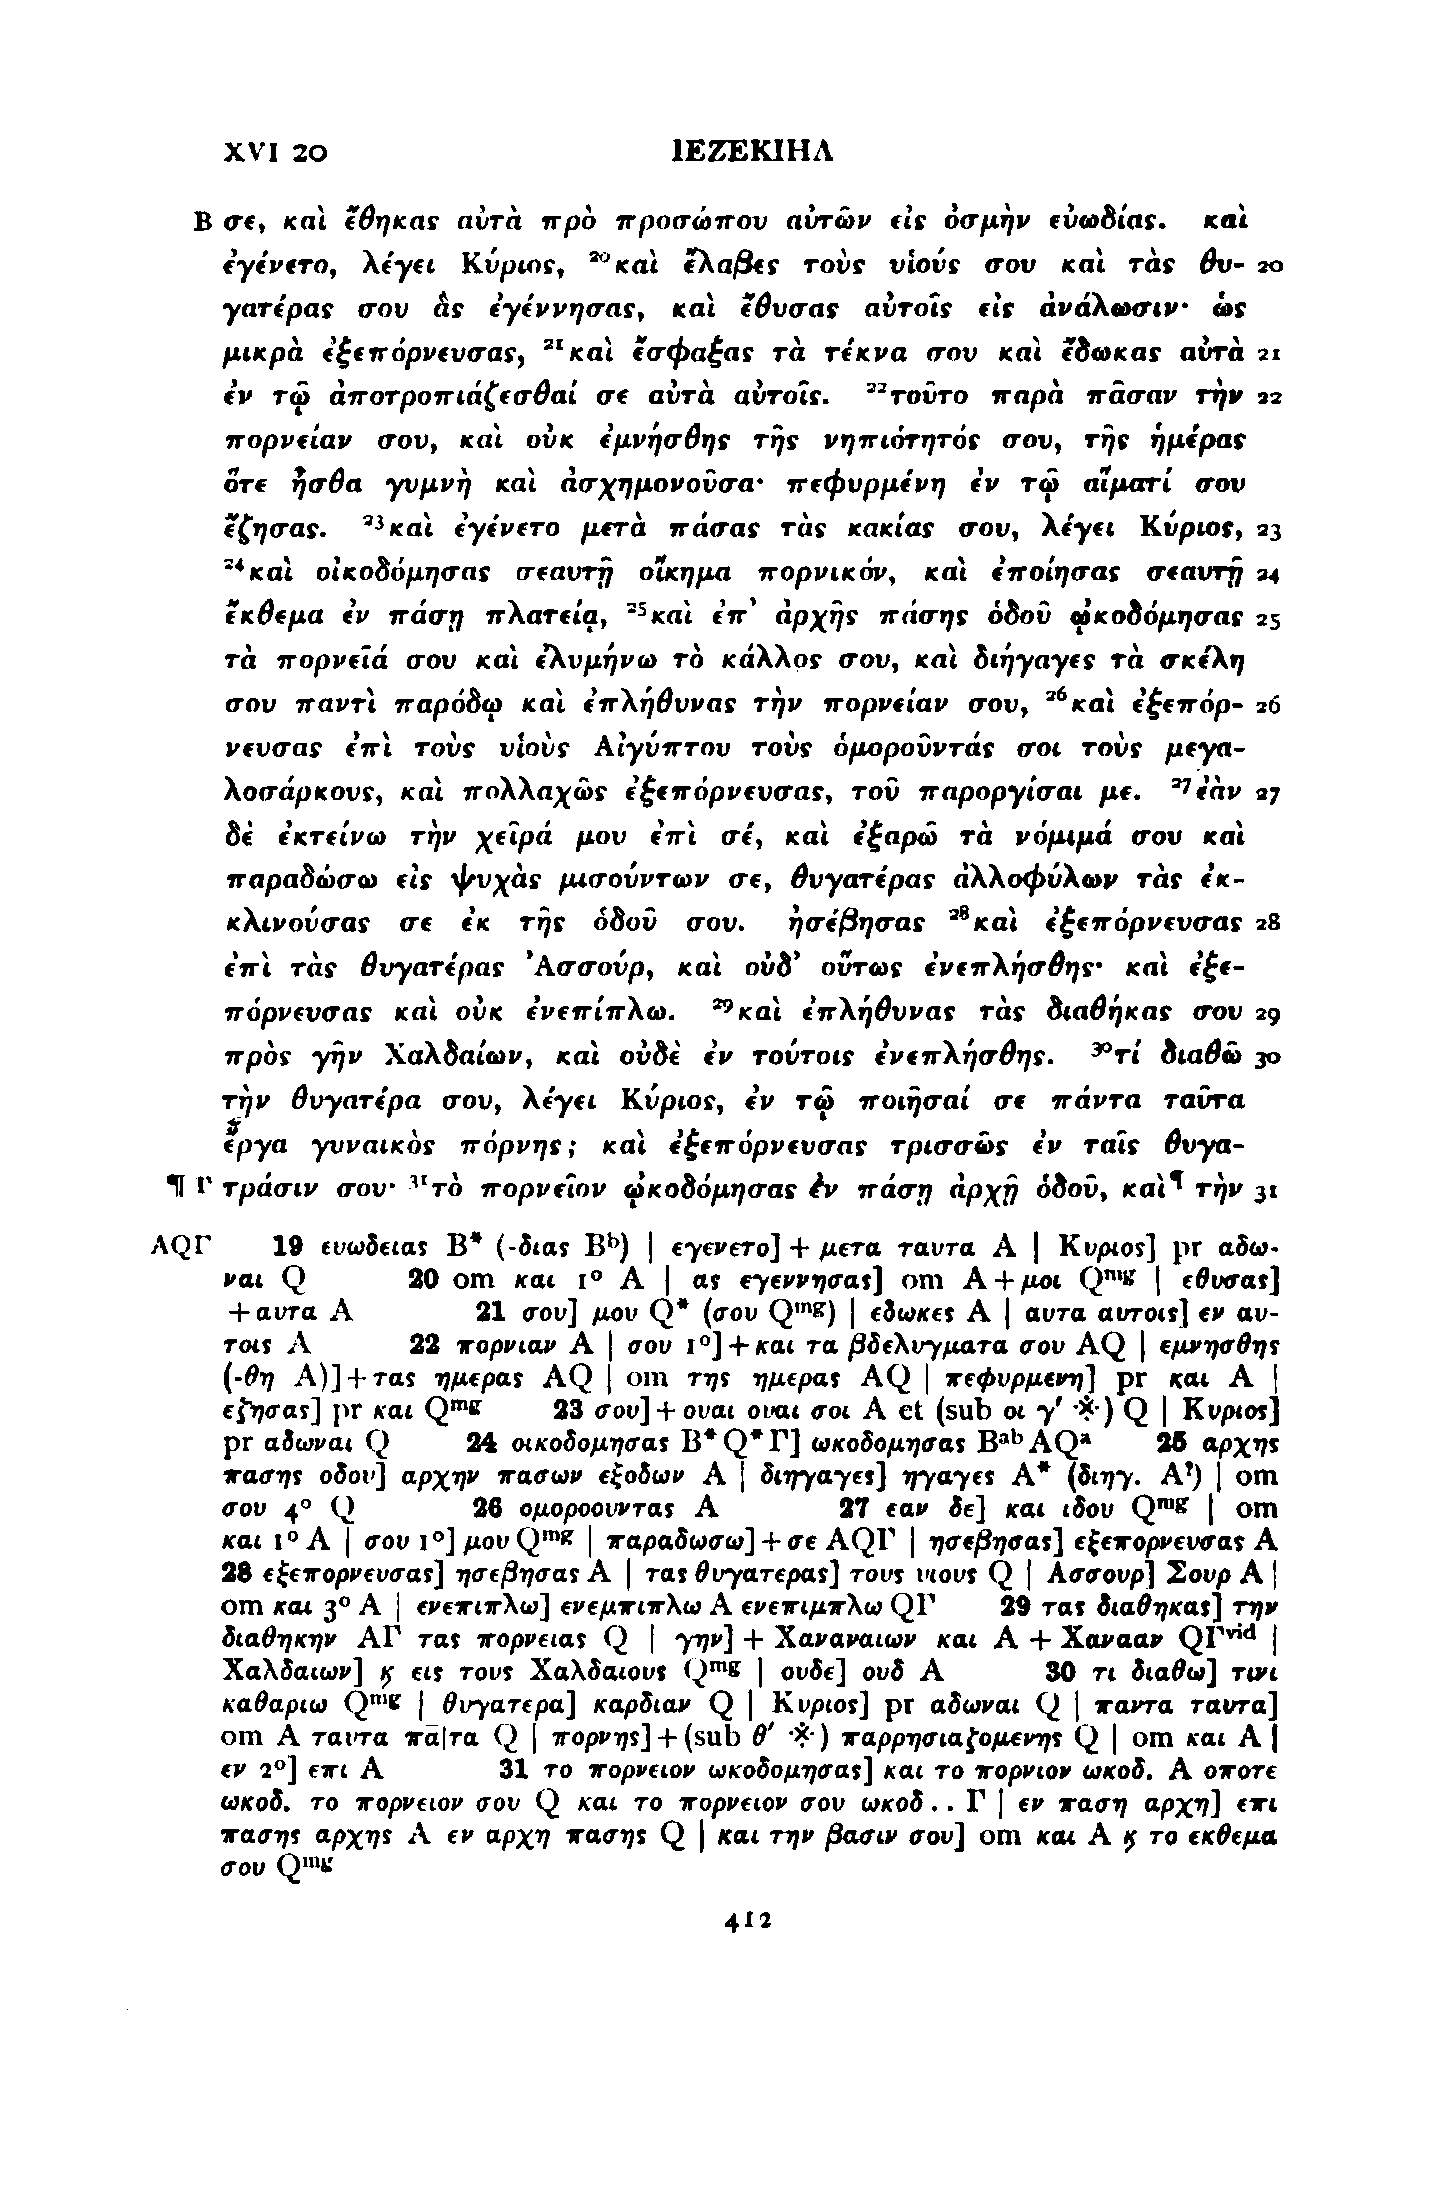 XVI 20 ΙΕΖΕΚΙΗΛ
B σε, καὶ ἔθηκας αὐτὰ πρὸ προσώπου αὐτῶν εἰς ὀσμὴν εὐωδίας. καὶ
ἐγένετο, λέγει Κύριος, ²⁰καὶ ἔλαβες τοὺς υἱούς σου καὶ τὰς θυ- 20
γατέρας σου ἃς ἐγέννησας, καὶ ἔθυσας αὐτοῖς εἰς ἀνάλωσιν· ὡς
μικρὰ ἐξεπόρνευσας, ²¹καὶ ἔσφαξας τὰ τέκνα σου καὶ ἔδωκας αὐτὰ 21
ἐν τῷ ἀποτροπιάζεσθαί σε αὐτὰ αὐτοῖς. ²²τοῦτο παρὰ πᾶσαν τὴν 22
πορνείαν σου, καὶ οὐκ ἐμνήσθης τῆς νηπιότητός σου, τῆς ἡμέρας
ὅτε ἦσθα γυμνὴ καὶ ἀσχημονοῦσα· πεφυρμένη ἐν τῷ αἵματί σου
ἔζησας. ²³καὶ ἐγένετο μετὰ πάσας τὰς κακίας σου, λέγει Κύριος, 23
²⁴καὶ οἰκοδόμησας σεαυτῇ οἴκημα πορνικόν, καὶ ἐποίησας σεαυτῇ 24
ἔκθεμα ἐν πάσῃ πλατείᾳ, ²⁵καὶ ἐπ’ ἀρχῆς πάσης ὁδοῦ ᾠκοδόμησας 25
τὰ πορνεῖά σου καὶ ἐλυμήνω τὸ κάλλος σου, καὶ διήγαγες τὰ σκέλη
σου παντὶ παρόδῳ καὶ ἐπλήθυνας τὴν πορνείαν σου, ²⁶καὶ ἐξεπόρ- 26
νευσας ἐπὶ τοὺς υἱοὺς Αἰγύπτου τοὺς ὁμοροῦντάς σοι τοὺς μεγα-
λοσάρκους, καὶ πολλαχῶς ἐξεπόρνευσας, τοῦ παροργίσαι με. ²⁷ἐὰν 27
δὲ ἐκτείνω τὴν χεῖρά μου ἐπὶ σέ, καὶ ἐξαρῶ τὰ νόμιμά σου καὶ
παραδώσω εἰς ψυχὰς μισούντων σε, θυγατέρας ἀλλοφύλων τὰς ἐκ-
κλινούσας σε ἐκ τῆς ὁδοῦ σου. ἠσέβησας ²⁸καὶ ἐξεπόρνευσας 28
ἐπὶ τὰς θυγατέρας Ἀσσούρ, καὶ οὐδ’ οὕτως ἐνεπλήσθης· καὶ ἐξε-
πόρνευσας καὶ οὐκ ἐνεπίπλω. ²⁹καὶ ἐπλήθυνας τὰς διαθήκας σου 29
πρὸς γῆν Χαλδαίων, καὶ οὐδὲ ἐν τούτοις ἐνεπλήσθης. ³⁰τί διαθῶ 30
τὴν θυγατέρα σου, λέγει Κύριος, ἐν τῷ ποιῆσαί σε πάντα ταῦτα
ἔργα γυναικὸς πόρνης; καὶ ἐξεπόρνευσας τρισσῶς ἐν ταῖς θυγα-
¶ Γ τράσιν σου· ³¹τὸ πορνεῖον ᾠκοδόμησας ἐν πάσῃ ἀρχῇ ὁδοῦ, καὶ¶ τὴν 31
AQΓ 19 ευωδειας B* (-διας Bᵇ) | εγενετο] + μετα ταυτα A | Κυριος] pr αδω-
ναι Q 20 om και 1° A | ας εγεννησας] om A + μοι Qᵐᵍ | εθυσας]
+ αυτα A 21 σου] μου Q* (σου Qᵐᵍ) | εδωκες A | αυτα αυτοις] εν αυ-
τοις A 22 πορνιαν A | σου 1°] + και τα βδελυγματα σου AQ | εμνησθης
(-θη A)] + τας ημερας AQ | om της ημερας AQ | πεφυρμενη] pr και A |
εζησας] pr και Qᵐᵍ 23 σου] + ουαι ουαι σοι A et (sub οι γ′ ※) Q | Κυριος]
pr αδωναι Q 24 οικοδομησας B*Q*Γ] ωκοδομησας BᵃᵇAQᵃ 25 αρχης
πασης οδου] αρχην πασων εξοδων A | διηγαγες] ηγαγες A* (διηγ. A?) | om
σου 4° Q 26 ομοροουντας A 27 εαν δε] και ιδου Qᵐᵍ | om
και 1° A | σου 1°] μου Qᵐᵍ | παραδωσω] + σε AQΓ | ησεβησας] εξεπορνευσας A
28 εξεπορνευσας] ησεβησας A | τας θυγατερας] τους υιους Q | Ασσουρ] Σουρ A |
om και 3° A | ενεπιπλω] ενεμπιπλω A ενεπιμπλω QΓ 29 τας διαθηκας] την
διαθηκην AΓ τας πορνειας Q | γην] + Χαναναιων και A + Χανααν QΓᵛⁱᵈ |
Χαλδαιων] ϗ εις τους Χαλδαιους Qᵐᵍ | ουδε] ουδ A 30 τι διαθω] τινι
καθαριω Qᵐᵍ | θυγατερα] καρδιαν Q | Κυριος] pr αδωναι Q | παντα ταυτα]
om A ταυτα πα̅|τα Q | πορνης] + (sub θ′ ※) παρρησιαζομενης Q | om και A |
εν 2°] επι A 31 το πορνειον ωκοδομησας] και το πορνιον ωκοδ. A οποτε
ωκοδ. το πορνειον σου Q και το πορνειον σου ωκοδ . . Γ | εν παση αρχη] επι
πασης αρχης A εν αρχη πασης Q | και την βασιν σου] om και A ϗ το εκθεμα
σου Qᵐᵍ
412